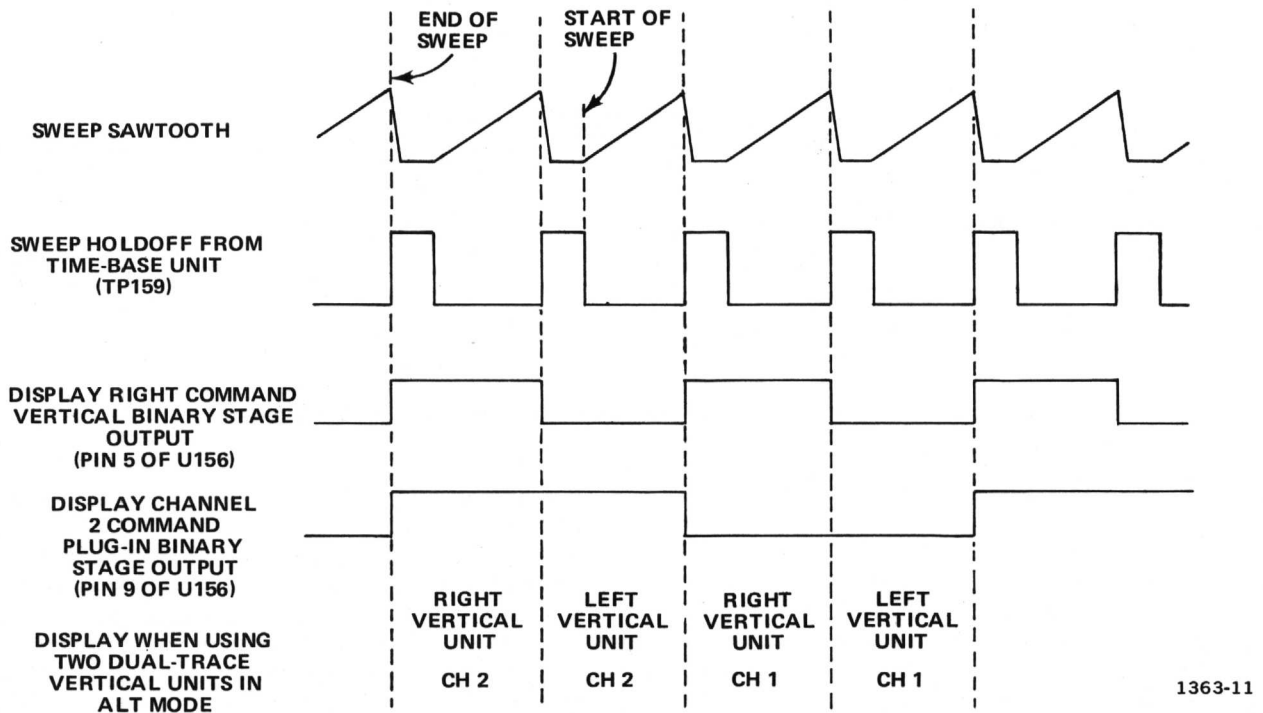 END OF
SWEEP
START OF
SWEEP
SWEEP SAWTOOTH
SWEEP HOLDOFF FROM
TIME-BASE UNIT
(TP159)
DISPLAY RIGHT COMMAND
VERTICAL BINARY STAGE
OUTPUT
(PIN 5 OF U156)
DISPLAY CHANNEL
2 COMMAND
PLUG-IN BINARY
STAGE OUTPUT
(PIN 9 OF U156)
DISPLAY WHEN USING
TWO DUAL-TRACE
VERTICAL UNITS IN
ALT MODE
RIGHT
VERTICAL
UNIT
CH 2
LEFT
VERTICAL
UNIT
CH 2
RIGHT
VERTICAL
UNIT
CH 1
LEFT
VERTICAL
UNIT
CH 1
1363-11